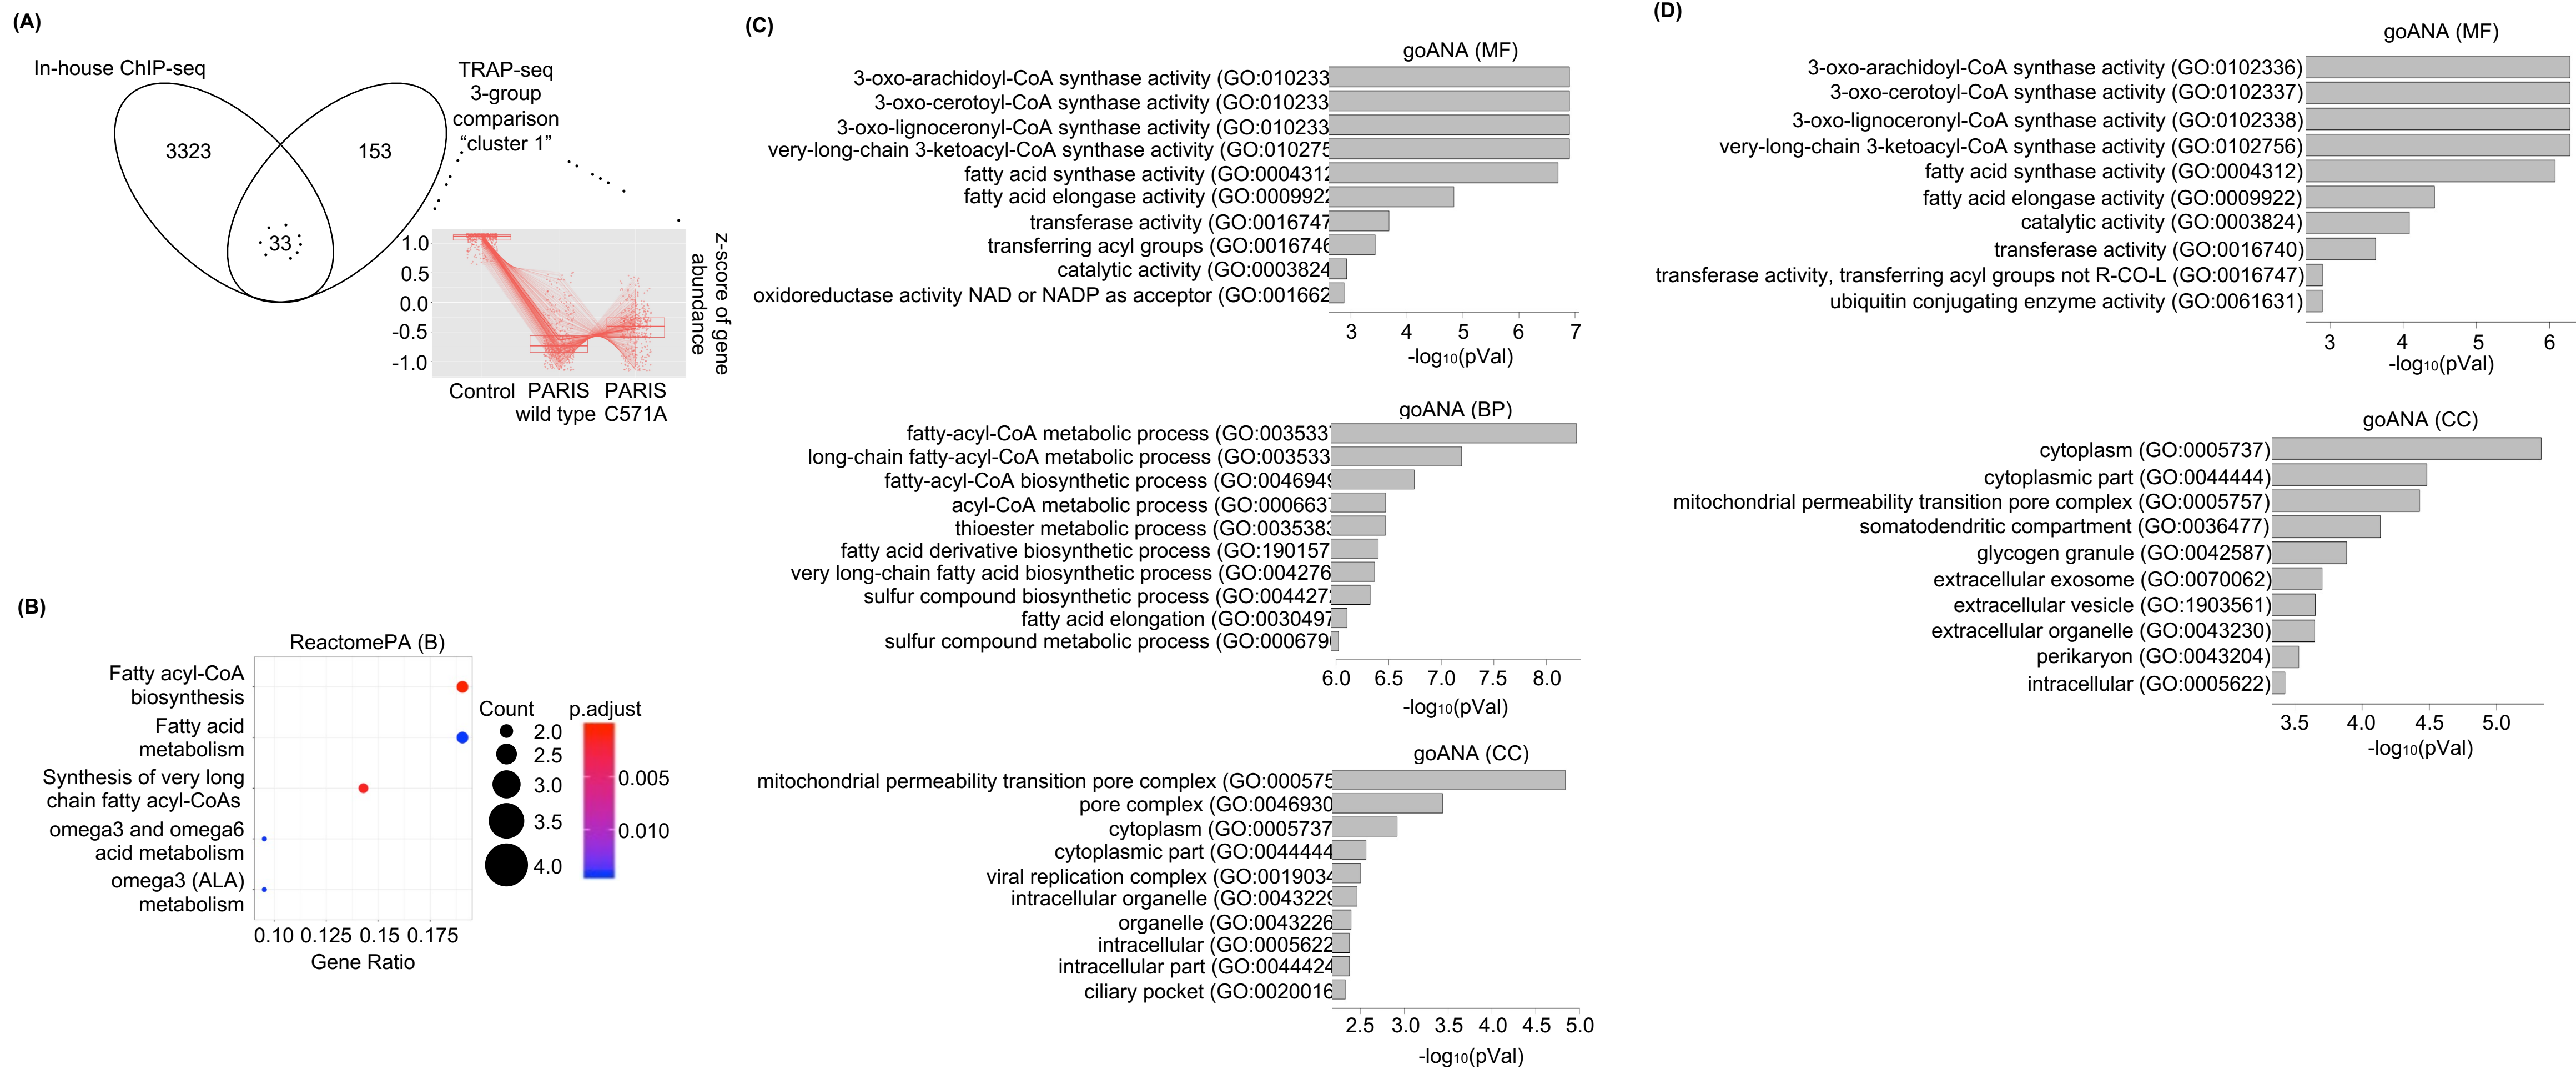 (A)
In-house ChIP-seq
TRAP-seq
3-group
comparison
“cluster 1”
3323
153
33
1.0
0.5
0.0
-0.5
-1.0
z-score of gene
abundance
Control
PARIS
wild type
PARIS
C571A
(B)
ReactomePA (B)
Fatty acyl-CoA
biosynthesis
Fatty acid
metabolism
Synthesis of very long
chain fatty acyl-CoAs
omega3 and omega6
acid metabolism
omega3 (ALA)
metabolism
0.10 0.125 0.15 0.175
Gene Ratio
Count
2.0
2.5
3.0
3.5
4.0
p.adjust
0.005
0.010
(C)
goANA (MF)
3-oxo-arachidoyl-CoA synthase activity (GO:010233
3-oxo-cerotoyl-CoA synthase activity (GO:010233
3-oxo-lignoceronyl-CoA synthase activity (GO:010233
very-long-chain 3-ketoacyl-CoA synthase activity (GO:010275
fatty acid synthase activity (GO:0004312
fatty acid elongase activity (GO:0009922
transferase activity (GO:0016747
transferring acyl groups (GO:0016746
catalytic activity (GO:0003824
oxidoreductase activity NAD or NADP as acceptor (GO:001662
3 4 5 6 7
-log10(pVal)
goANA (BP)
fatty-acyl-CoA metabolic process (GO:0035337
long-chain fatty-acyl-CoA metabolic process (GO:003533
fatty-acyl-CoA biosynthetic process (GO:0046949
acyl-CoA metabolic process (GO:0006637
thioester metabolic process (GO:0035383
fatty acid derivative biosynthetic process (GO:190157
very long-chain fatty acid biosynthetic process (GO:004276
sulfur compound biosynthetic process (GO:0044272
fatty acid elongation (GO:0030497
sulfur compound metabolic process (GO:0006790
6.0 6.5 7.0 7.5 8.0
-log10(pVal)
goANA (CC)
mitochondrial permeability transition pore complex (GO:000575
pore complex (GO:0046930
cytoplasm (GO:0005737
cytoplasmic part (GO:0044444
viral replication complex (GO:0019034
intracellular organelle (GO:0043229
organelle (GO:0043226
intracellular (GO:0005622
intracellular part (GO:0044424
ciliary pocket (GO:0020016
2.5 3.0 3.5 4.0 4.5 5.0
-log10(pVal)
(D)
goANA (MF)
3-oxo-arachidoyl-CoA synthase activity (GO:0102336)
3-oxo-cerotoyl-CoA synthase activity (GO:0102337)
3-oxo-lignoceronyl-CoA synthase activity (GO:0102338)
very-long-chain 3-ketoacyl-CoA synthase activity (GO:0102756)
fatty acid synthase activity (GO:0004312)
fatty acid elongase activity (GO:0009922)
catalytic activity (GO:0003824)
transferase activity (GO:0016740)
transferase activity, transferring acyl groups not R-CO-L (GO:0016747)
ubiquitin conjugating enzyme activity (GO:0061631)
3 4 5 6
-log10(pVal)
goANA (CC)
cytoplasm (GO:0005737)
cytoplasmic part (GO:0044444)
mitochondrial permeability transition pore complex (GO:0005757)
somatodendritic compartment (GO:0036477)
glycogen granule (GO:0042587)
extracellular exosome (GO:0070062)
extracellular vesicle (GO:1903561)
extracellular organelle (GO:0043230)
perikaryon (GO:0043204)
intracellular (GO:0005622)
3.5 4.0 4.5 5.0
-log10(pVal)